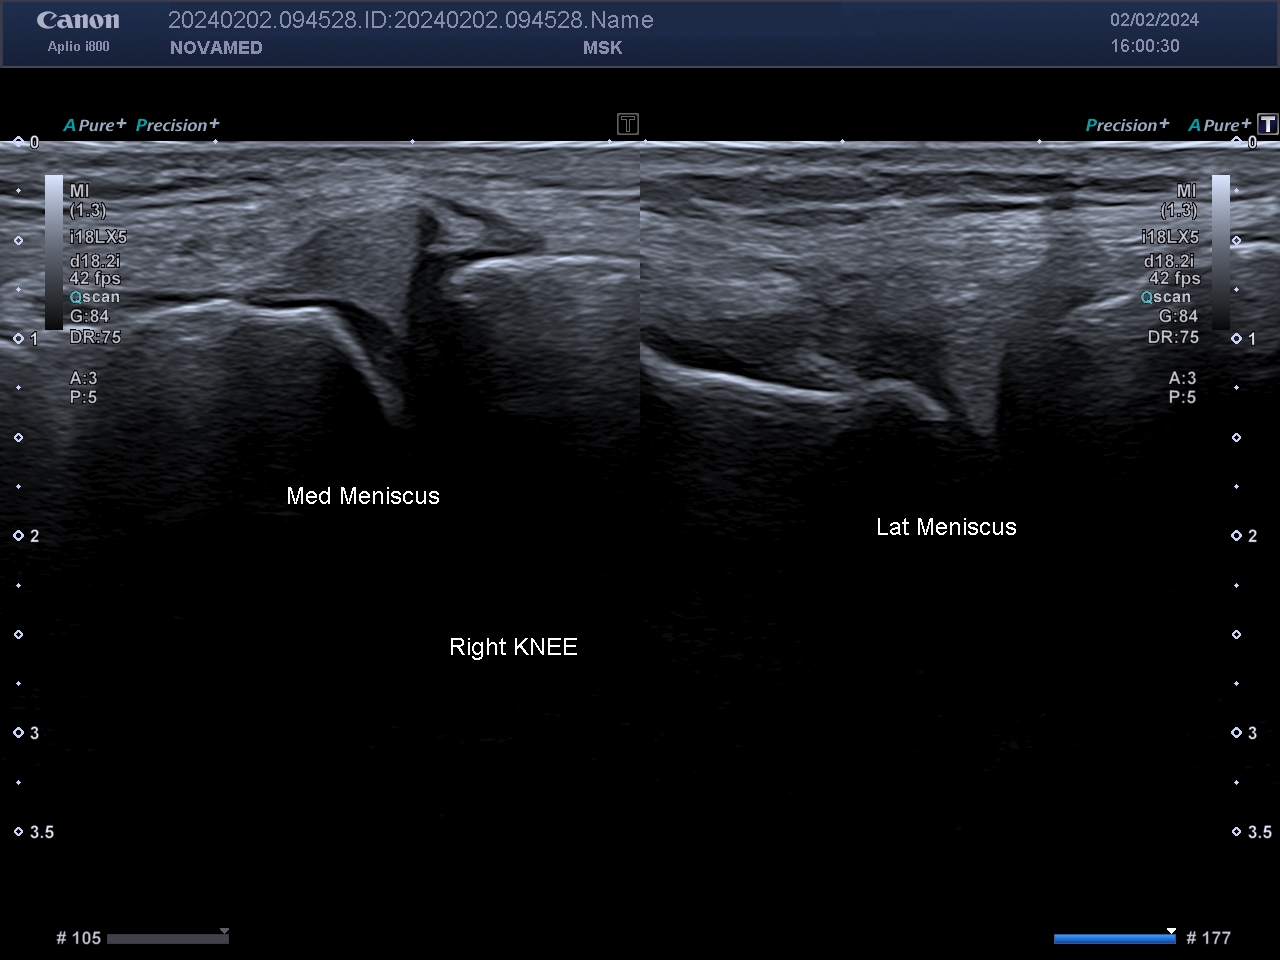 Canon
Aplio i800
20240202.094528.ID:20240202.094528.Name
NOVAMED
MSK
02/02/2024
16:00:30
A Pure+ Precision+
T
Precision+ A Pure+
T
0
MI
(1.3)
i18LX5
d18.2i
42 fps
Qscan
G:84
1
DR:75
A:3
P:5
2
3
3.5
0
MI
(1.3)
i18LX5
d18.2i
42 fps
Qscan
G:84
1
DR:75
A:3
P:5
2
3
3.5
Med Meniscus
Lat Meniscus
Right KNEE
# 105
# 177